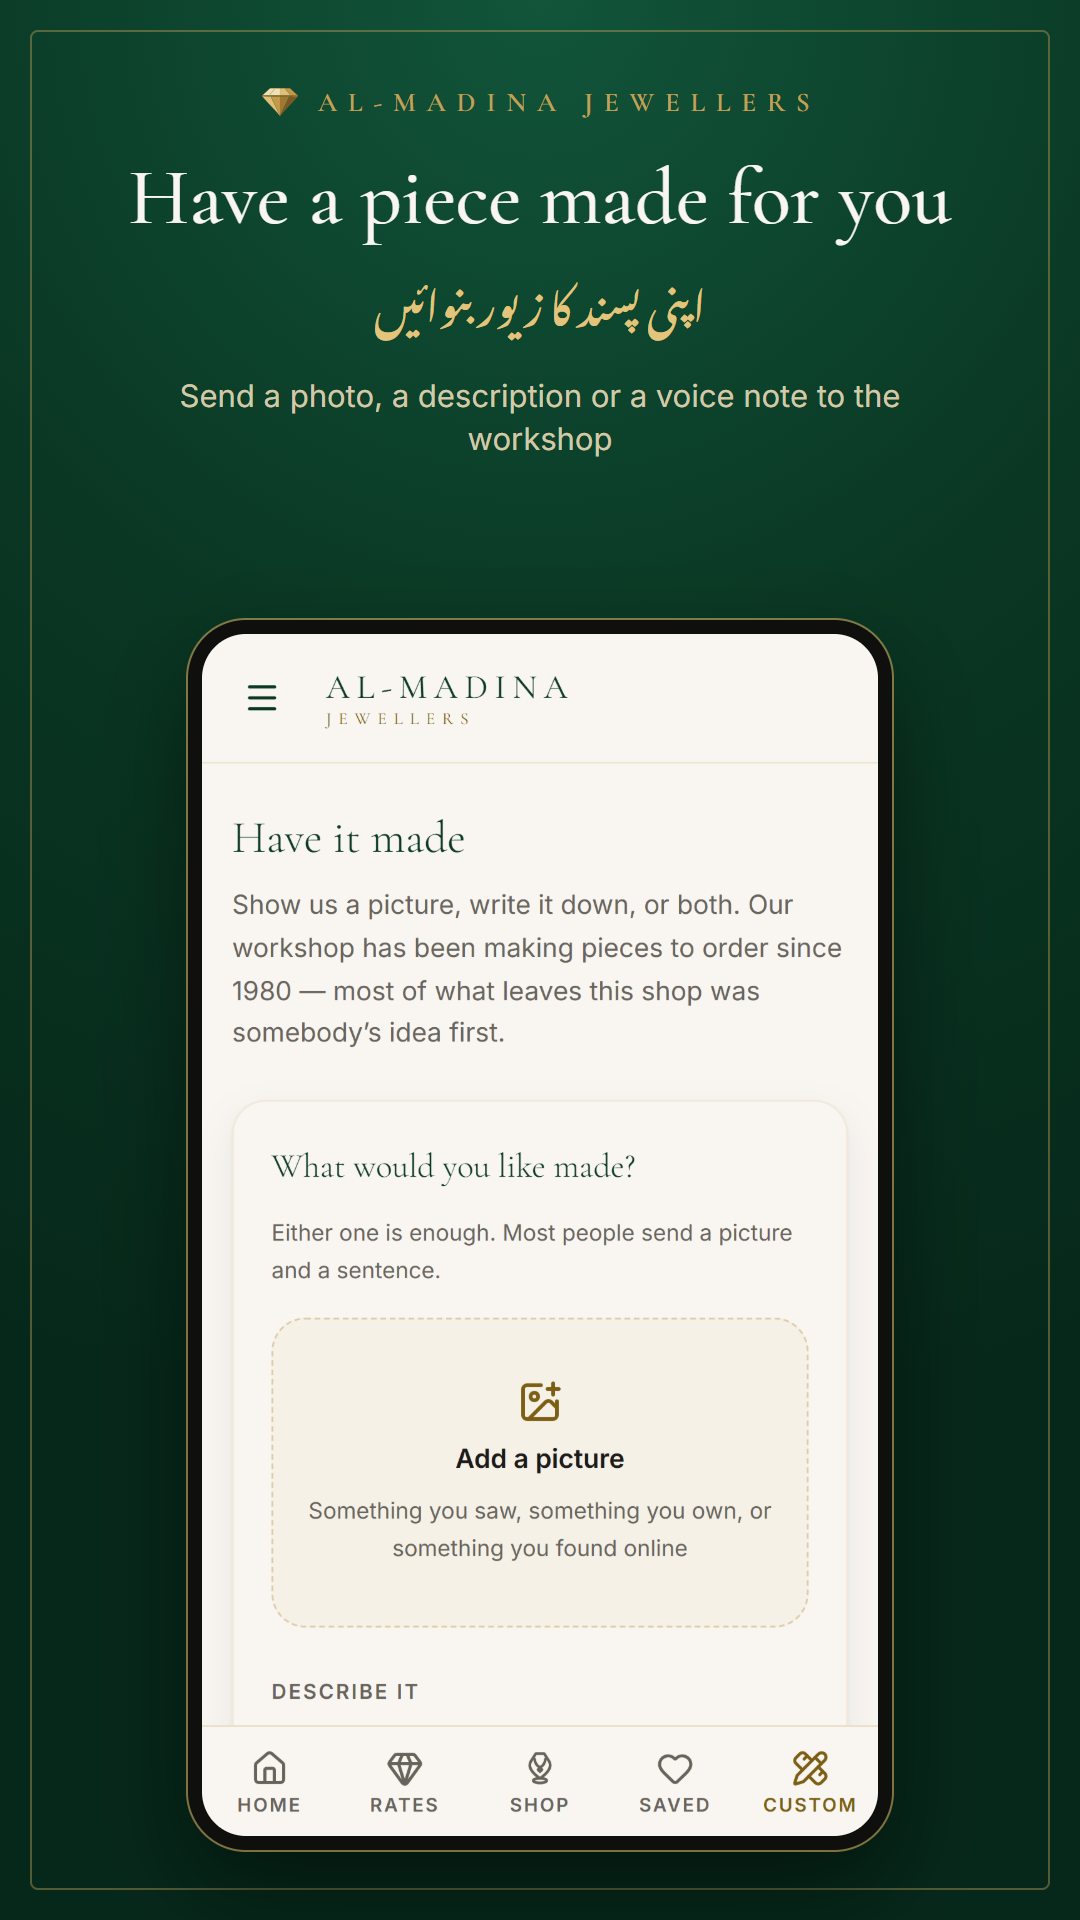 AL-MADINA JEWELLERS
Have a piece made for you
اپنی پسند کا زیور بنوائیں
Send a photo, a description or a voice note to the
workshop
AL-MADINA
JEWELLERS
Have it made
Show us a picture, write it down, or both. Our
workshop has been making pieces to order since
1980 — most of what leaves this shop was
somebody’s idea first.
What would you like made?
Either one is enough. Most people send a picture
and a sentence.
Add a picture
Something you saw, something you own, or
something you found online
DESCRIBE IT
HOME RATES SHOP SAVED CUSTOM